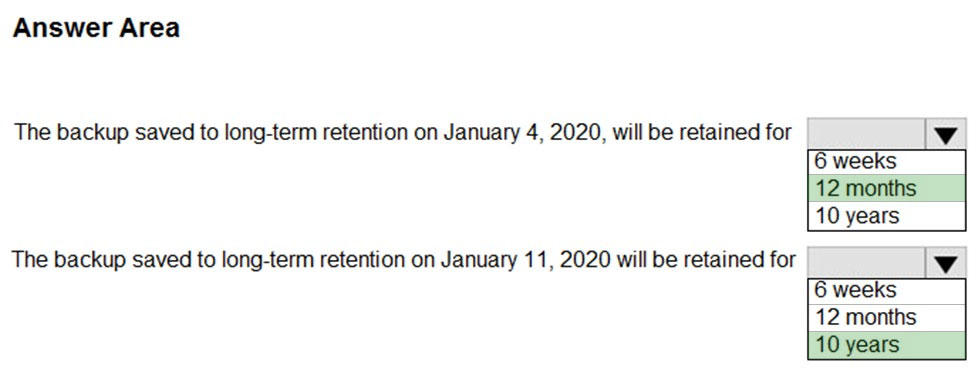 Answer Area
The backup saved to long-term retention on January 4, 2020, will be retained for
6 weeks
12 months
10 years
The backup saved to long-term retention on January 11, 2020 will be retained for
6 weeks
12 months
10 years